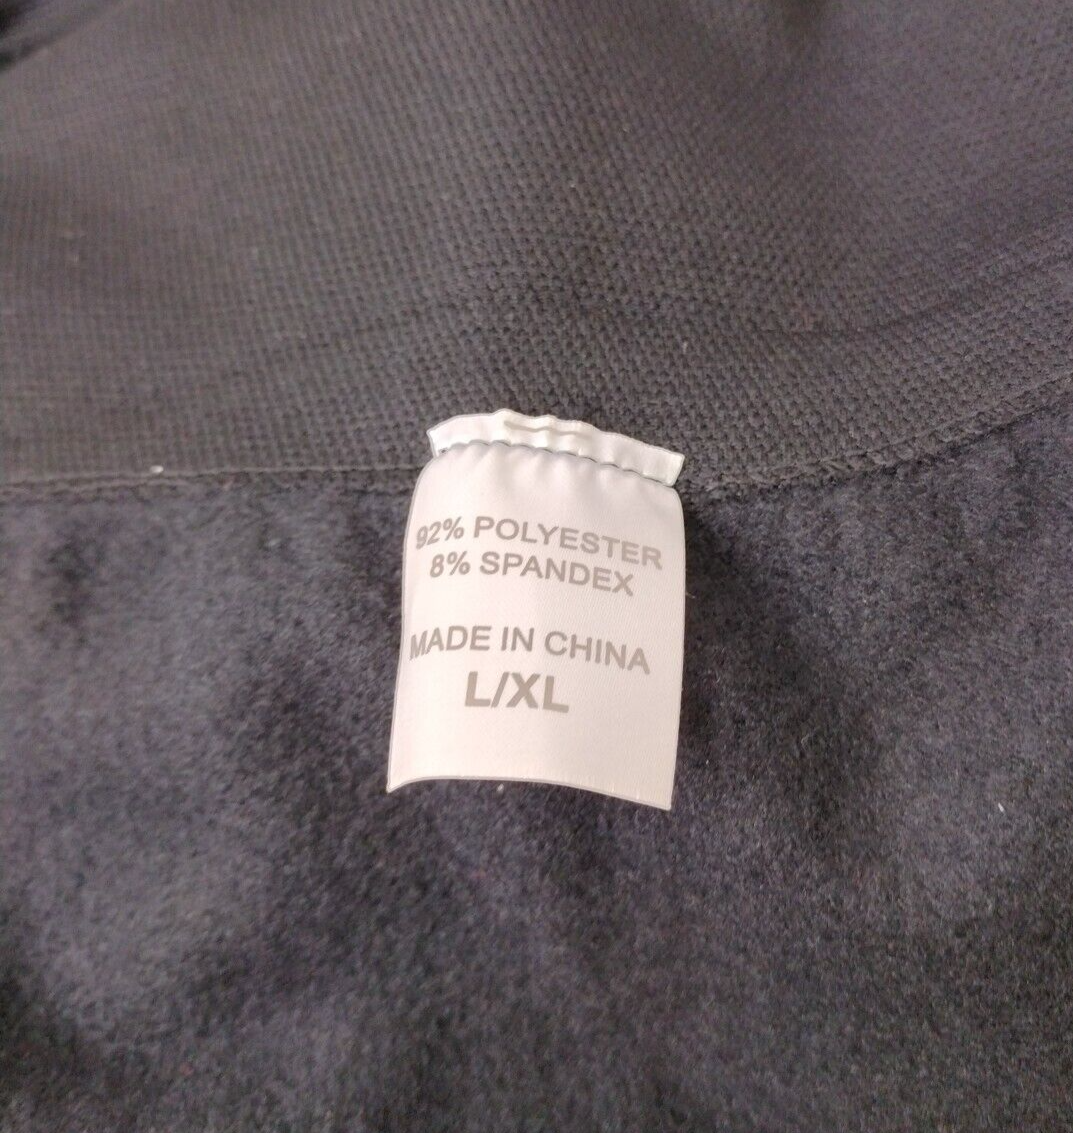 92% POLYESTER
8% SPANDEX
MADE IN CHINA
L/XL